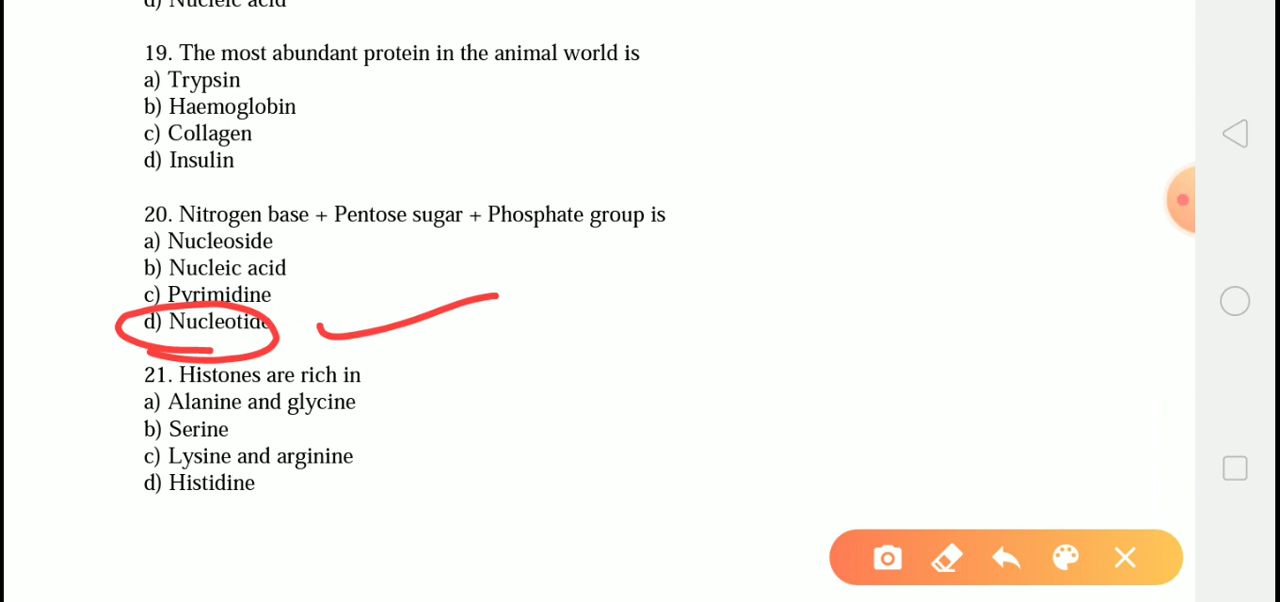 d) Nucleic acid
19. The most abundant protein in the animal world is
a) Trypsin
b) Haemoglobin
c) Collagen
d) Insulin
20. Nitrogen base + Pentose sugar + Phosphate group is
a) Nucleoside
b) Nucleic acid
c) Pyrimidine
d) Nucleotide
21. Histones are rich in
a) Alanine and glycine
b) Serine
c) Lysine and arginine
d) Histidine